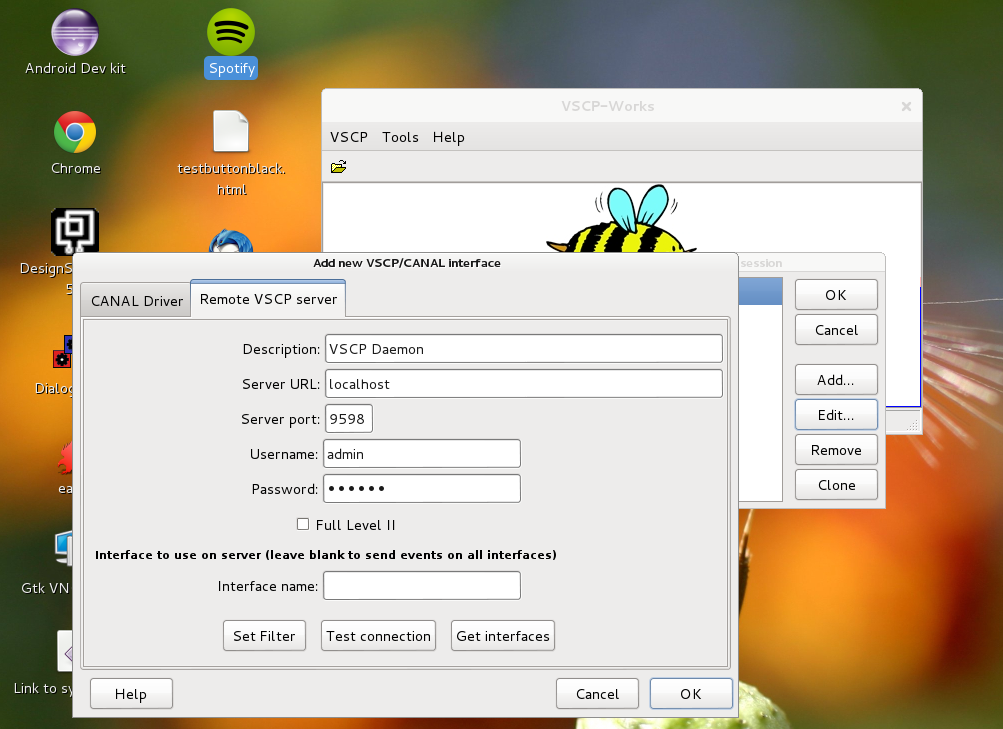 Android Dev kit
Spotify
Chrome
testbuttonblack.
html
DesignS
5
Dialog
ea
Gtk VN
Link to sy
VSCP-Works
VSCP Tools Help
session
OK
Cancel
Add...
Edit...
Remove
Clone
Add new VSCP/CANAL interface
CANAL Driver
Remote VSCP server
Description: VSCP Daemon
Server URL: localhost
Server port: 9598
Username: admin
Password: ••••••
Full Level II
Interface to use on server (leave blank to send events on all interfaces)
Interface name:
Set Filter Test connection Get interfaces
Help Cancel OK